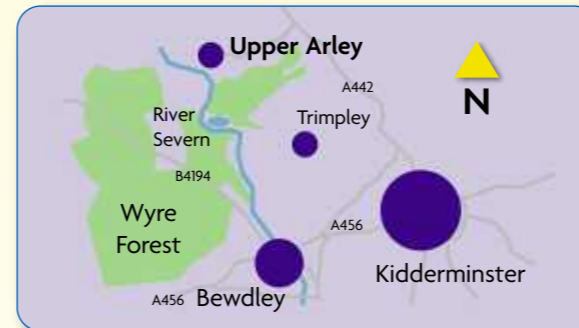 Upper Arley
N
A442
River
Severn
Trimpley
B4194
Wyre
Forest
A456
Kidderminster
A456
Bewdley